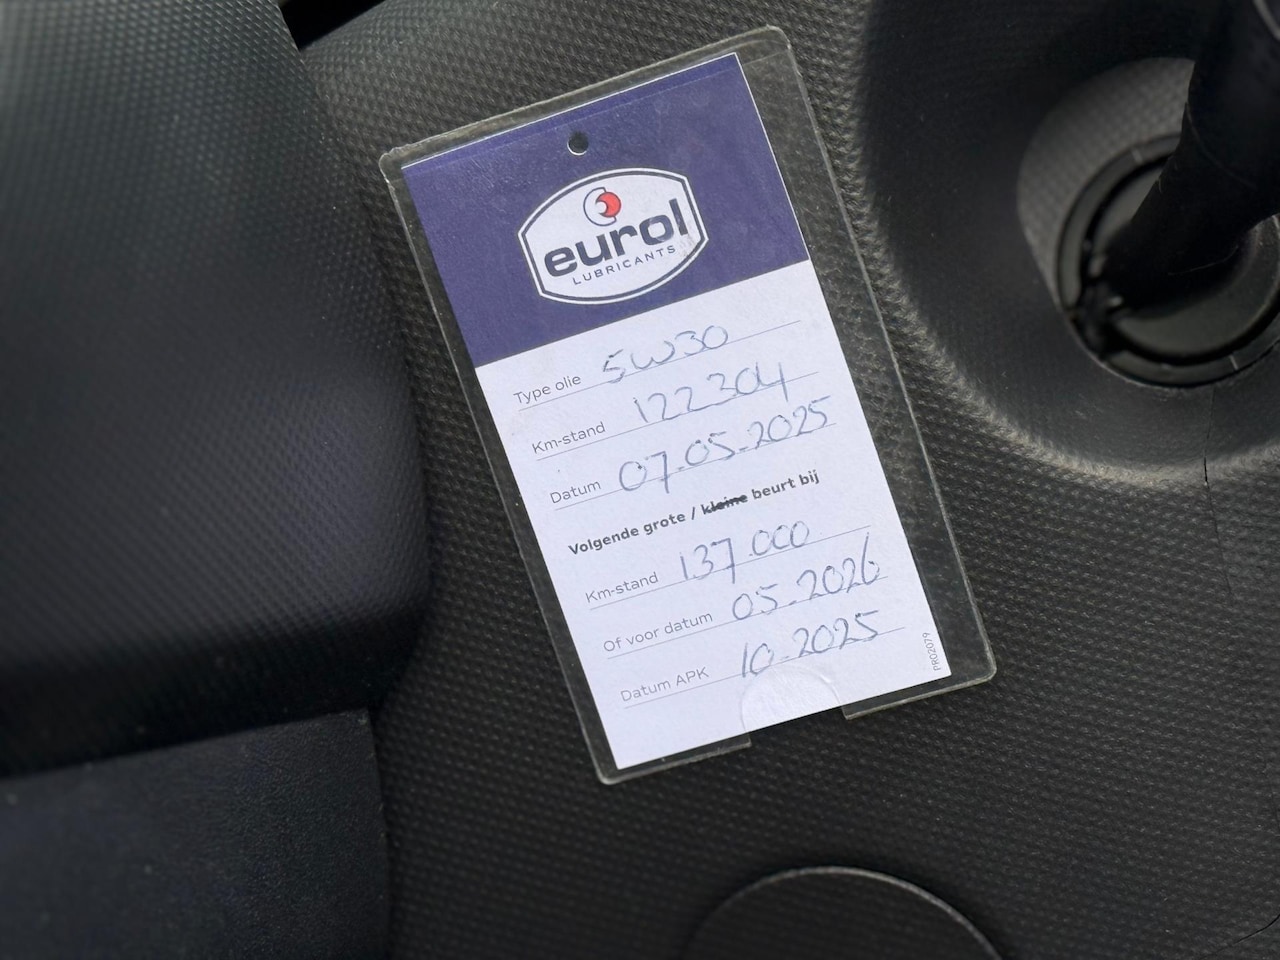 eurol
LUBRICANTS
Type olie 5W30
Km-stand 122304
Datum 07.05.2025
Volgende grote / kleine beurt bij
Km-stand 137.000
Of voor datum 05.2026
Datum APK 10.2025
PR02079